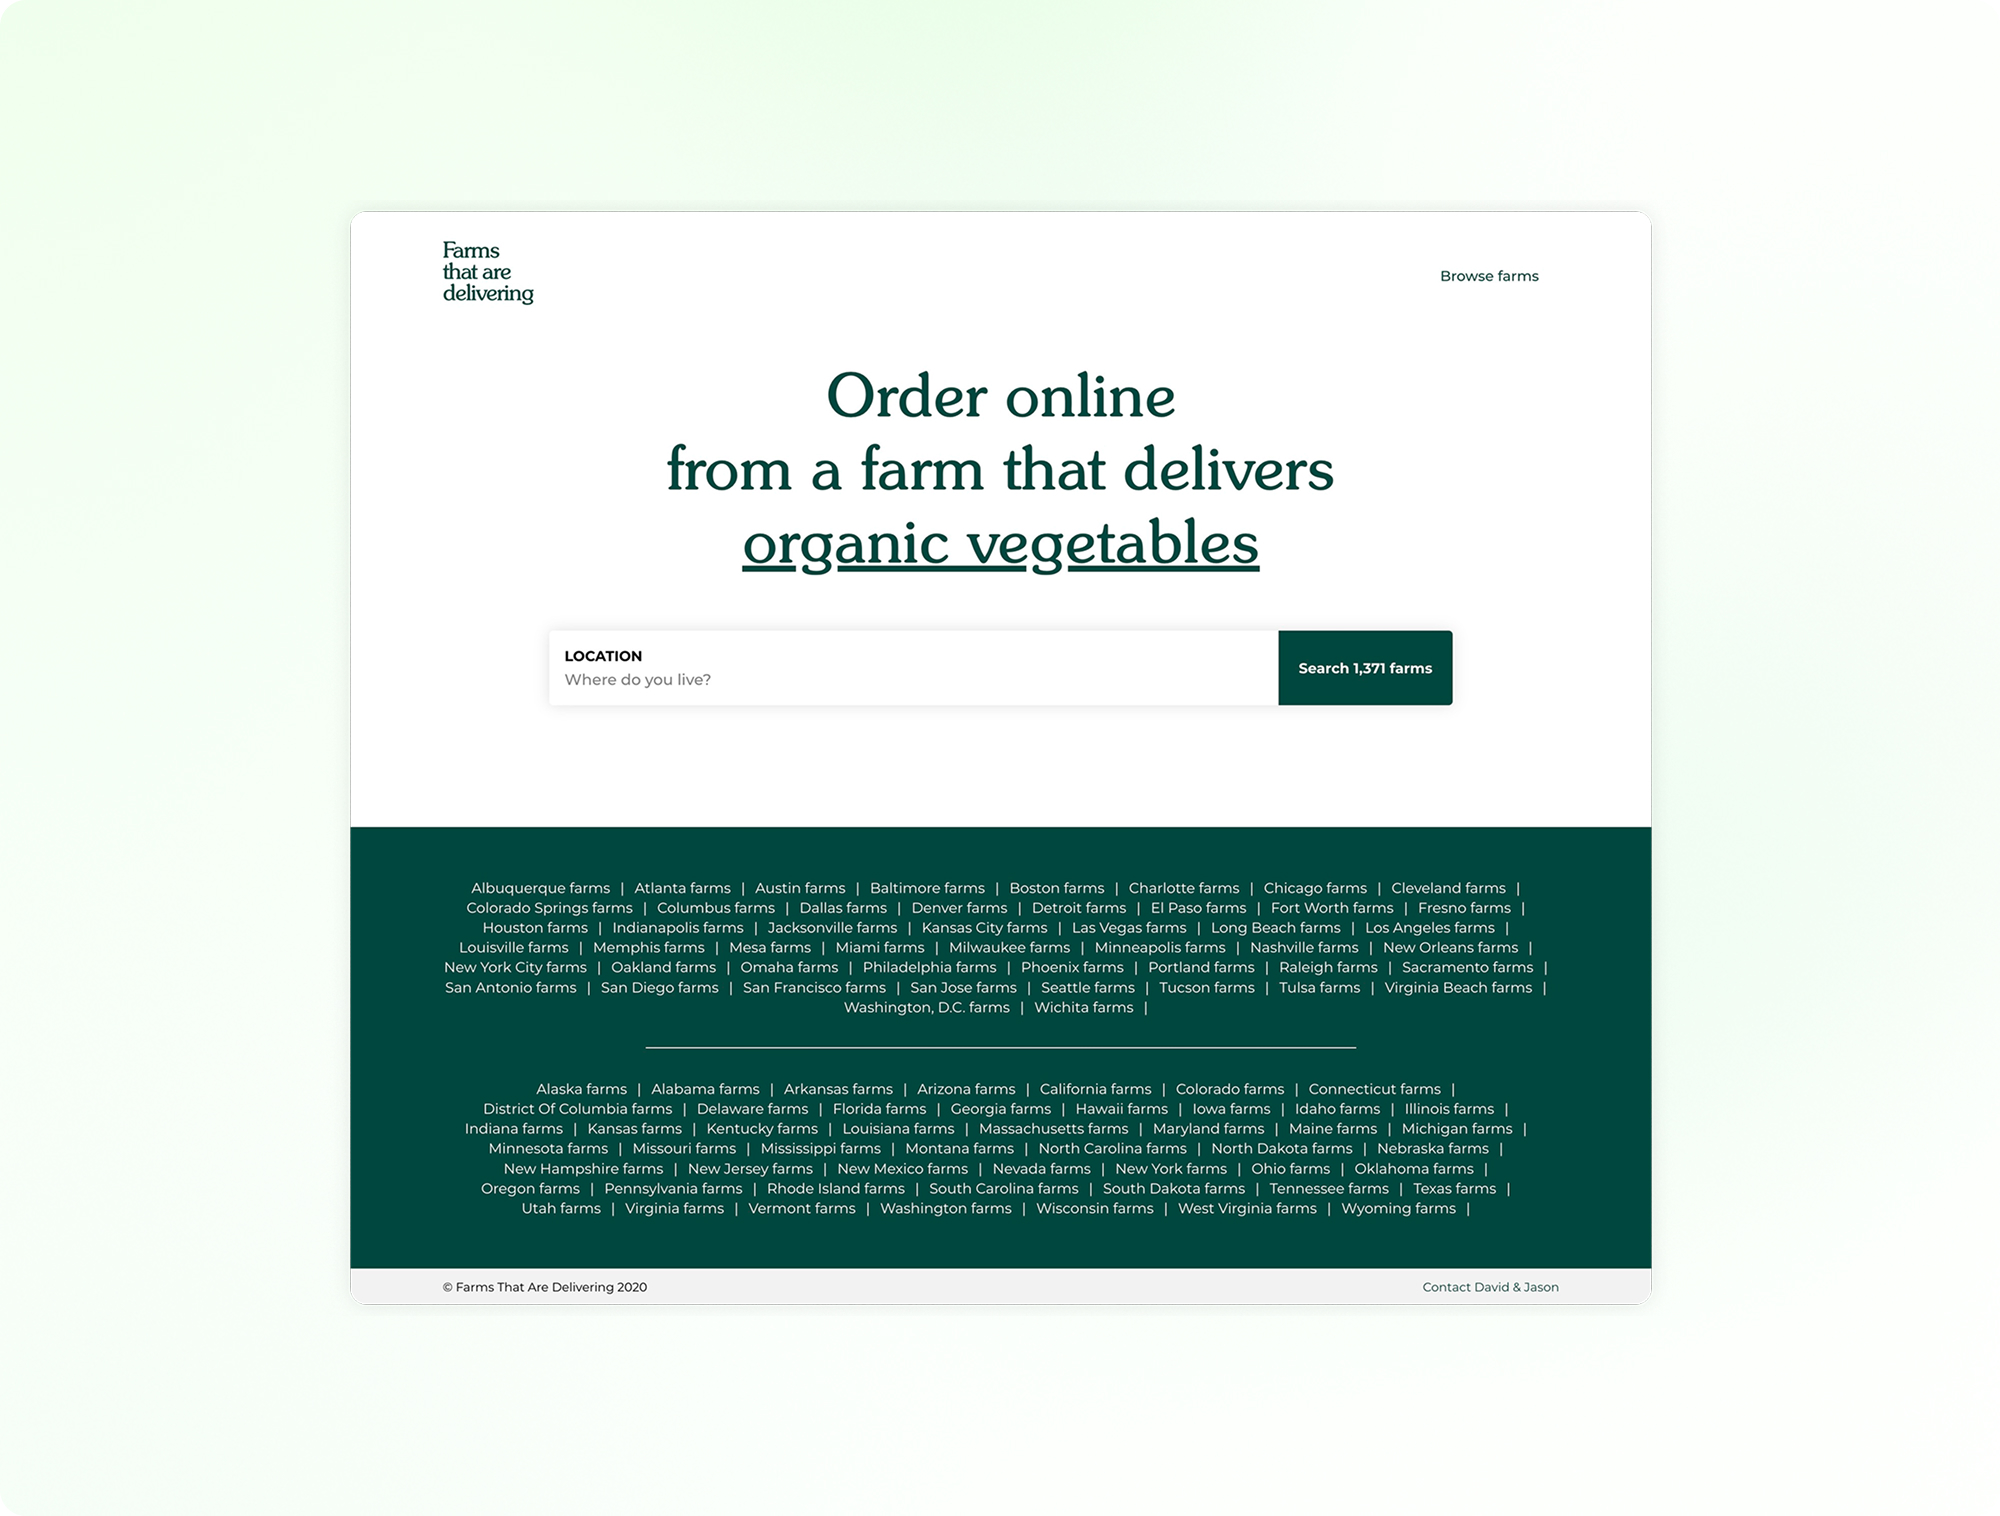 Farms
that are
delivering
Browse farms
Order online
from a farm that delivers
organic vegetables
LOCATION
Where do you live?
Search 1,371 farms
Albuquerque farms | Atlanta farms | Austin farms | Baltimore farms | Boston farms | Charlotte farms | Chicago farms | Cleveland farms |
Colorado Springs farms | Columbus farms | Dallas farms | Denver farms | Detroit farms | El Paso farms | Fort Worth farms | Fresno farms |
Houston farms | Indianapolis farms | Jacksonville farms | Kansas City farms | Las Vegas farms | Long Beach farms | Los Angeles farms |
Louisville farms | Memphis farms | Mesa farms | Miami farms | Milwaukee farms | Minneapolis farms | Nashville farms | New Orleans farms |
New York City farms | Oakland farms | Omaha farms | Philadelphia farms | Phoenix farms | Portland farms | Raleigh farms | Sacramento farms |
San Antonio farms | San Diego farms | San Francisco farms | San Jose farms | Seattle farms | Tucson farms | Tulsa farms | Virginia Beach farms |
Washington, D.C. farms | Wichita farms |
Alaska farms | Alabama farms | Arkansas farms | Arizona farms | California farms | Colorado farms | Connecticut farms |
District Of Columbia farms | Delaware farms | Florida farms | Georgia farms | Hawaii farms | Iowa farms | Idaho farms | Illinois farms |
Indiana farms | Kansas farms | Kentucky farms | Louisiana farms | Massachusetts farms | Maryland farms | Maine farms | Michigan farms |
Minnesota farms | Missouri farms | Mississippi farms | Montana farms | North Carolina farms | North Dakota farms | Nebraska farms |
New Hampshire farms | New Jersey farms | New Mexico farms | Nevada farms | New York farms | Ohio farms | Oklahoma farms |
Oregon farms | Pennsylvania farms | Rhode Island farms | South Carolina farms | South Dakota farms | Tennessee farms | Texas farms |
Utah farms | Virginia farms | Vermont farms | Washington farms | Wisconsin farms | West Virginia farms | Wyoming farms |
© Farms That Are Delivering 2020
Contact David & Jason